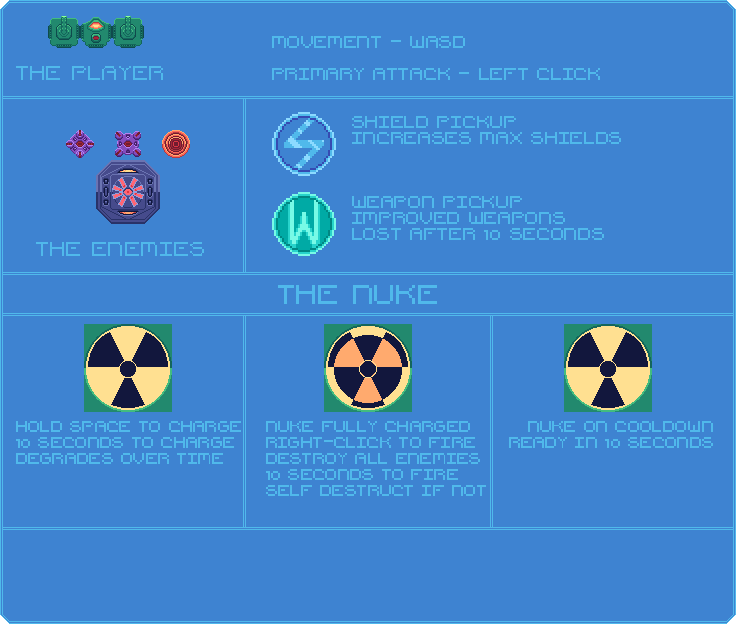 MOVEMENT - WASD
THE PLAYER
PRIMARY ATTACK - LEFT CLICK
SHIELD PICKUP
INCREASES MAX SHIELDS
W
WEAPON PICKUP
IMPROVED WEAPONS
LOST AFTER 10 SECONDS
THE ENEMIES
THE NUKE
HOLD SPACE TO CHARGE
10 SECONDS TO CHARGE
DEGRADES OVER TIME
NUKE FULLY CHARGED
RIGHT-CLICK TO FIRE
DESTROY ALL ENEMIES
10 SECONDS TO FIRE
SELF DESTRUCT IF NOT
NUKE ON COOLDOWN
READY IN 10 SECONDS